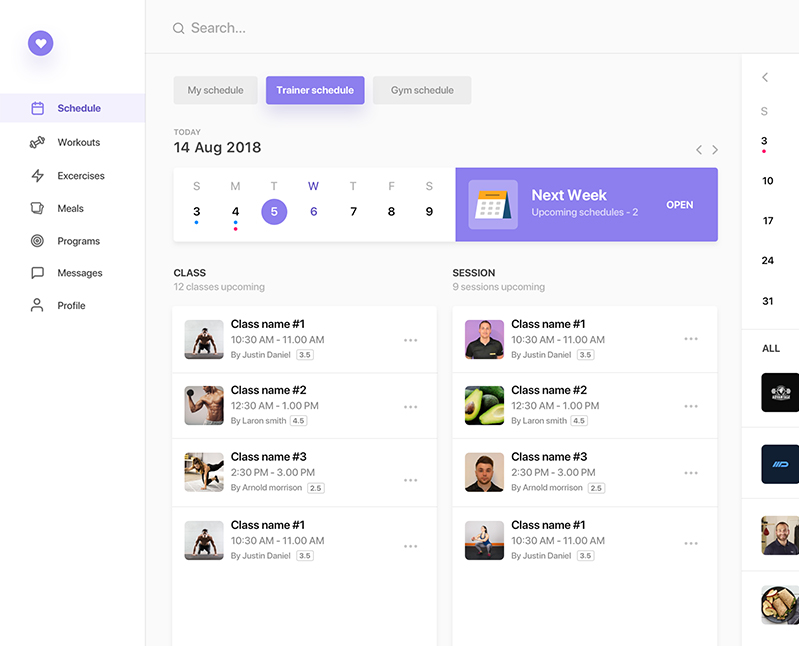 Search...
Schedule
Workouts
Excercises
Meals
Programs
Messages
Profile
My schedule
Trainer schedule
Gym schedule
TODAY
14 Aug 2018
S M T W T F S
3 4 5 6 7 8 9
Next Week
Upcoming schedules - 2
OPEN
CLASS
12 classes upcoming
Class name #1
10:30 AM - 11.00 AM
By Justin Daniel 3.5
Class name #2
12:30 AM - 1.00 PM
By Laron smith 4.5
Class name #3
2:30 PM - 3.00 PM
By Arnold morrison 2.5
Class name #1
10:30 AM - 11.00 AM
By Justin Daniel 3.5
SESSION
9 sessions upcoming
Class name #1
10:30 AM - 11.00 AM
By Justin Daniel 3.5
Class name #2
12:30 AM - 1.00 PM
By Laron smith 4.5
Class name #3
2:30 PM - 3.00 PM
By Arnold morrison 2.5
Class name #1
10:30 AM - 11.00 AM
By Justin Daniel 3.5
S
3
10
17
24
31
ALL